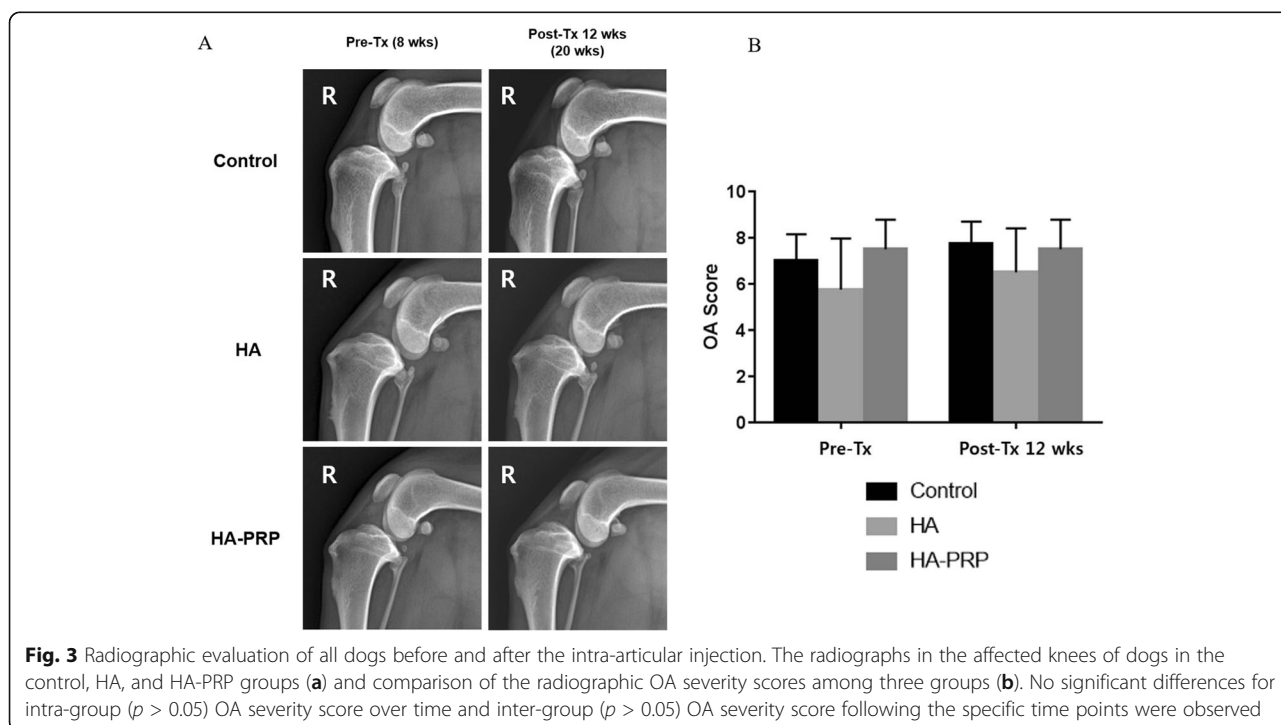 A
Pre-Tx (8 wks)
Post-Tx 12 wks
(20 wks)
B
R
R
Control
R
R
HA
R
R
HA-PRP
10
8
6
4
2
0
OA Score
Pre-Tx
Post-Tx 12 wks
Control
HA
HA-PRP
Fig. 3 Radiographic evaluation of all dogs before and after the intra-articular injection. The radiographs in the affected knees of dogs in the
control, HA, and HA-PRP groups (a) and comparison of the radiographic OA severity scores among three groups (b). No significant differences for
intra-group (p > 0.05) OA severity score over time and inter-group (p > 0.05) OA severity score following the specific time points were observed